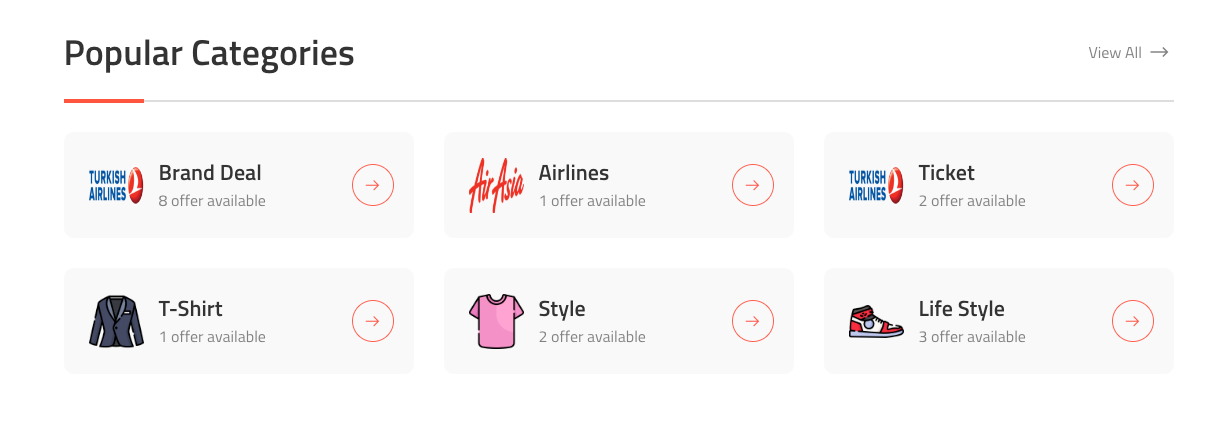 Popular Categories
View All
TURKISH
AIRLINES
Brand Deal
8 offer available
AirAsia
Airlines
1 offer available
TURKISH
AIRLINES
Ticket
2 offer available
T-Shirt
1 offer available
Style
2 offer available
Life Style
3 offer available